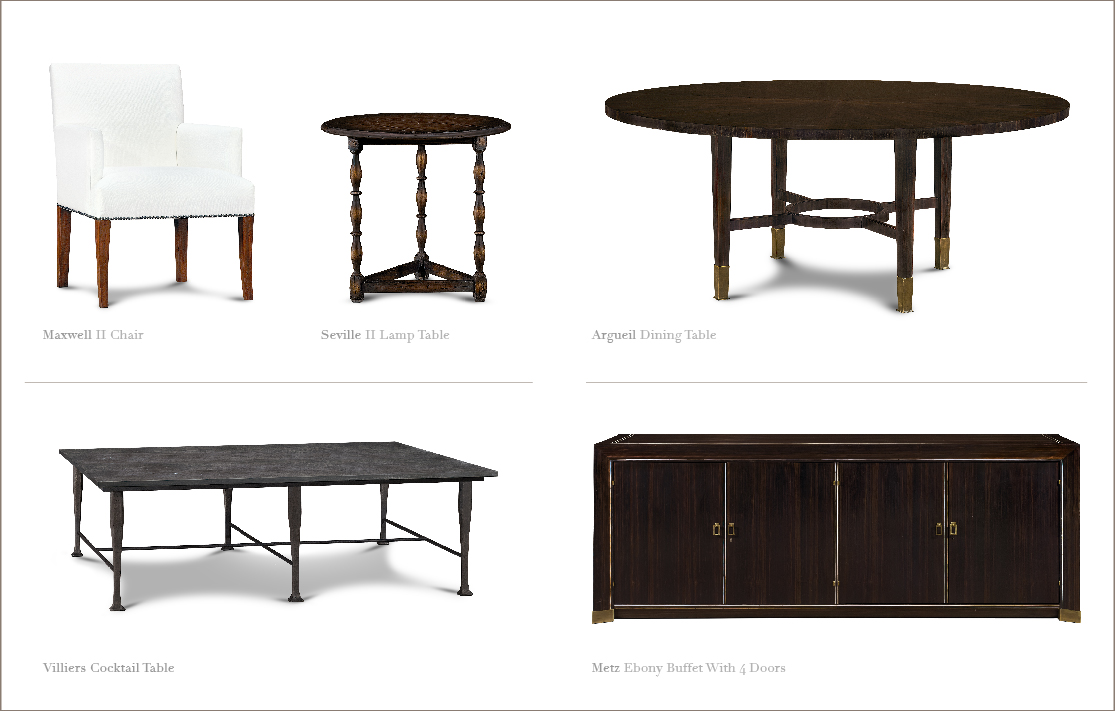 Maxwell II Chair
Seville II Lamp Table
Argueil Dining Table
Villiers Cocktail Table
Metz Ebony Buffet With 4 Doors